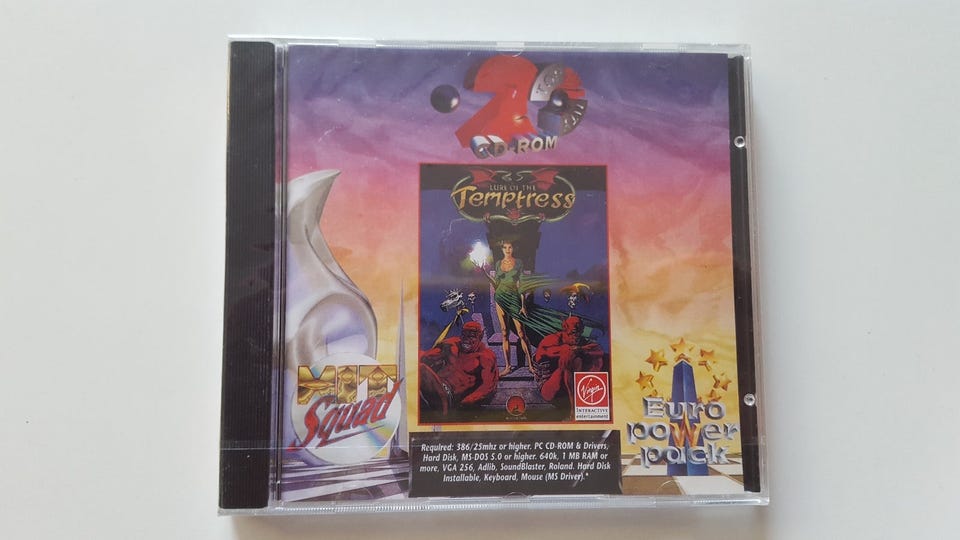 CD-ROM
LURE OF THE
Temptress
Virgin
INTERACTIVE
entertainment
Squad
Euro
power
pack
Required: 386/25mhz or higher. PC CD-ROM & Drivers,
Hard Disk, MS-DOS 5.0 or higher. 640k, 1 MB RAM or
more, VGA 256, Adlib, SoundBlaster, Roland. Hard Disk
Installable, Keyboard, Mouse (MS Driver).*